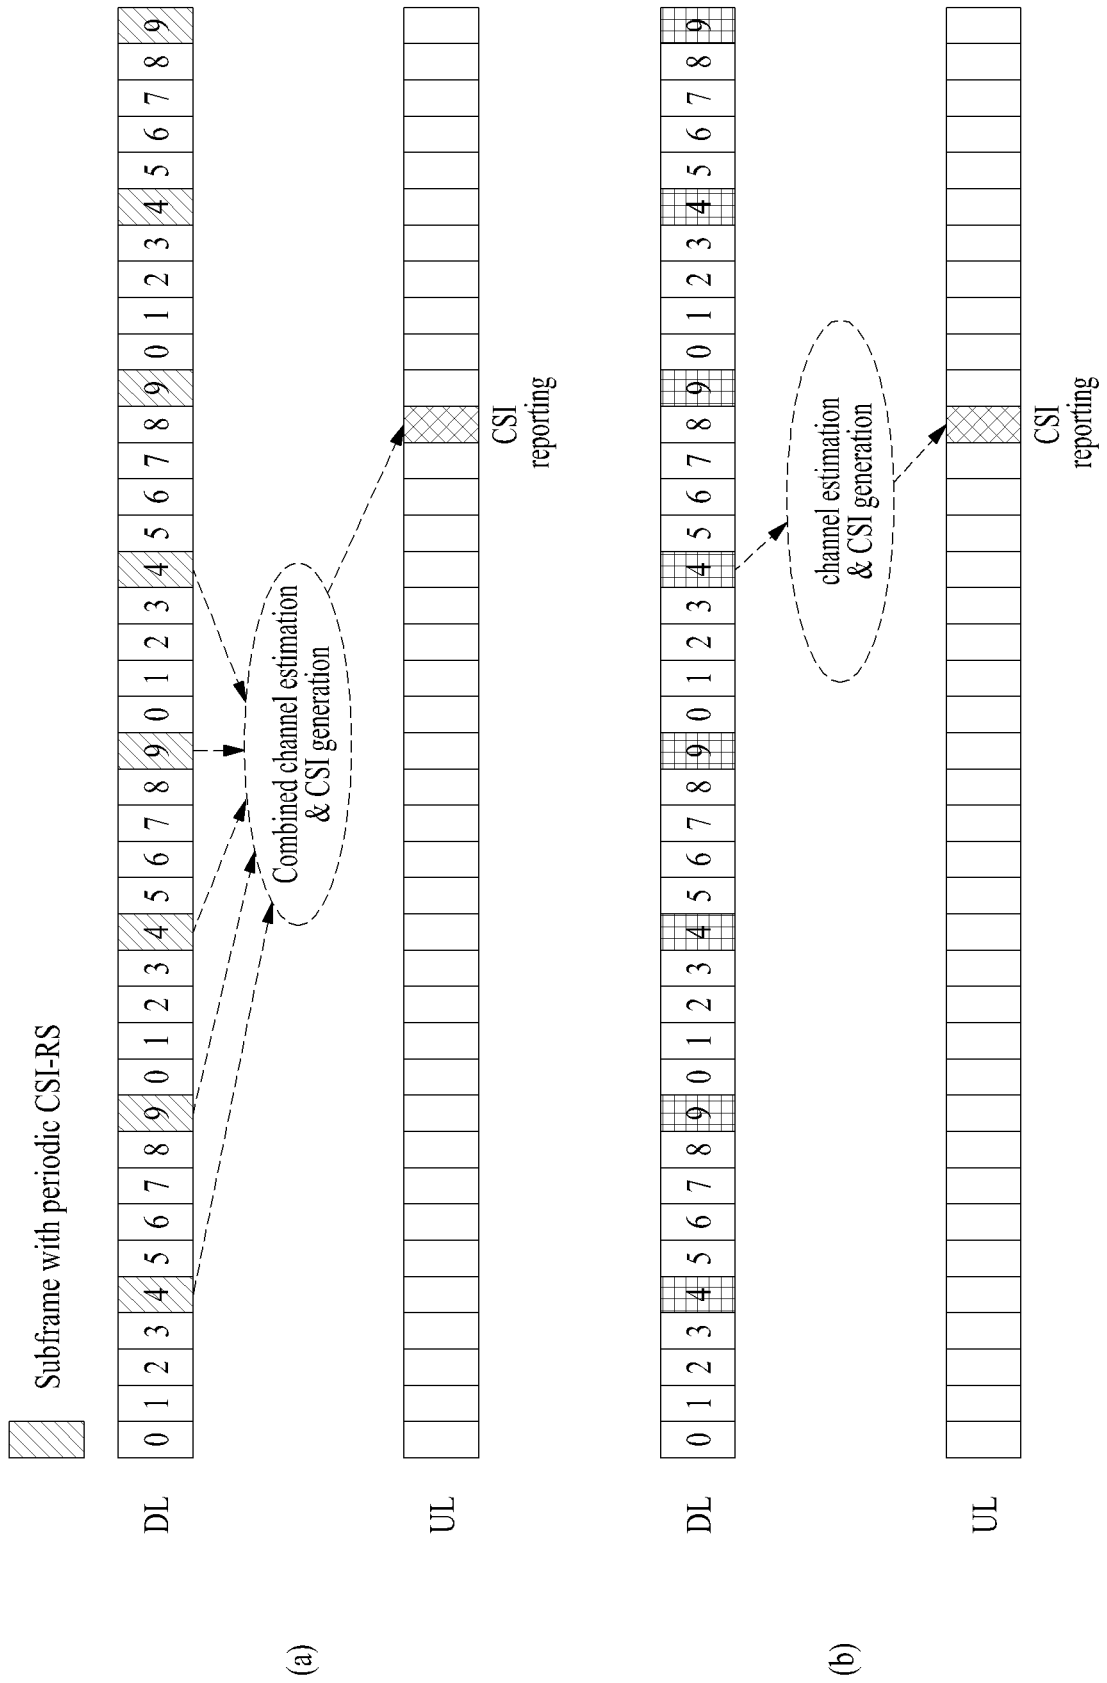 Subframe with periodic CSI-RS
DL
0 1 2 3 4 5 6 7 8 9 0 1 2 3 4 5 6 7 8 9 0 1 2 3 4 5 6 7 8 9 0 1 2 3 4 5 6 7 8 9
(a)
Combined channel estimation
& CSI generation
UL
CSI
reporting
DL
0 1 2 3 4 5 6 7 8 9 0 1 2 3 4 5 6 7 8 9 0 1 2 3 4 5 6 7 8 9 0 1 2 3 4 5 6 7 8 9
(b)
channel estimation
& CSI generation
UL
CSI
reporting